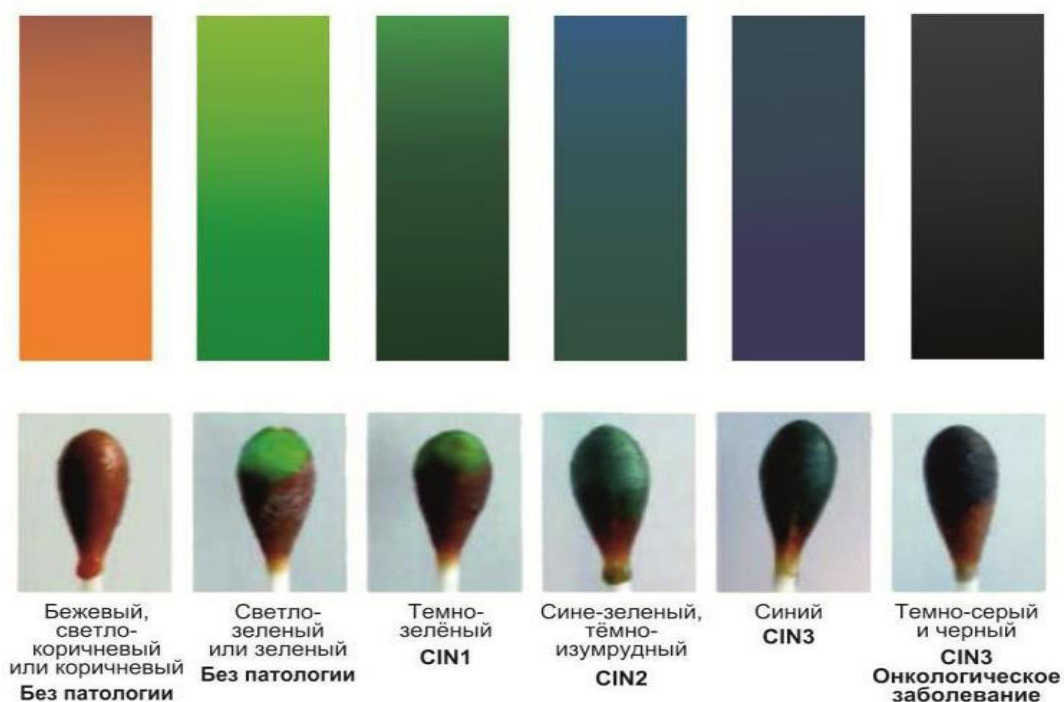 Бежевый,
светло-
коричневый
или коричневый
Без патологии
Светло-
зеленый
или зеленый
Без патологии
Темно-
зелёный
CIN1
Сине-зеленый,
тёмно-
изумрудный
CIN2
Синий
CIN3
Темно-серый
и черный
CIN3
Онкологическое
заболевание